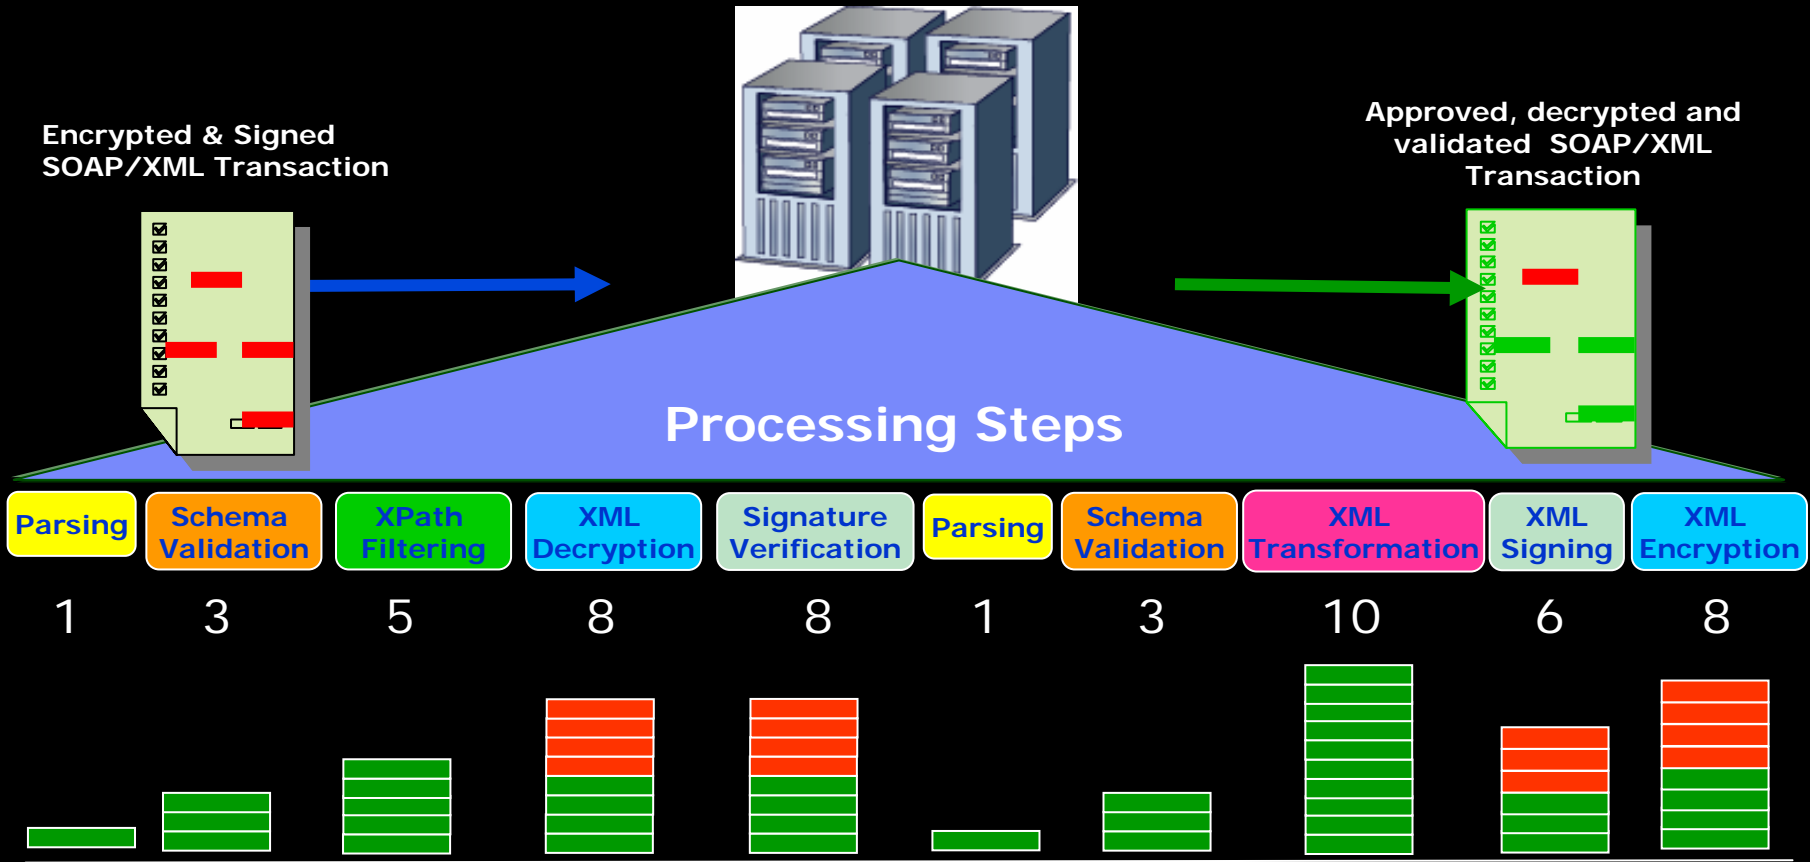 Encrypted & Signed
SOAP/XML Transaction
Approved, decrypted and
validated SOAP/XML
Transaction
Processing Steps
Parsing
Schema
Validation
XPath
Filtering
XML
Decryption
Signature
Verification
Parsing
Schema
Validation
XML
Transformation
XML
Signing
XML
Encryption
1 3 5 8 8 1 3 10 6 8